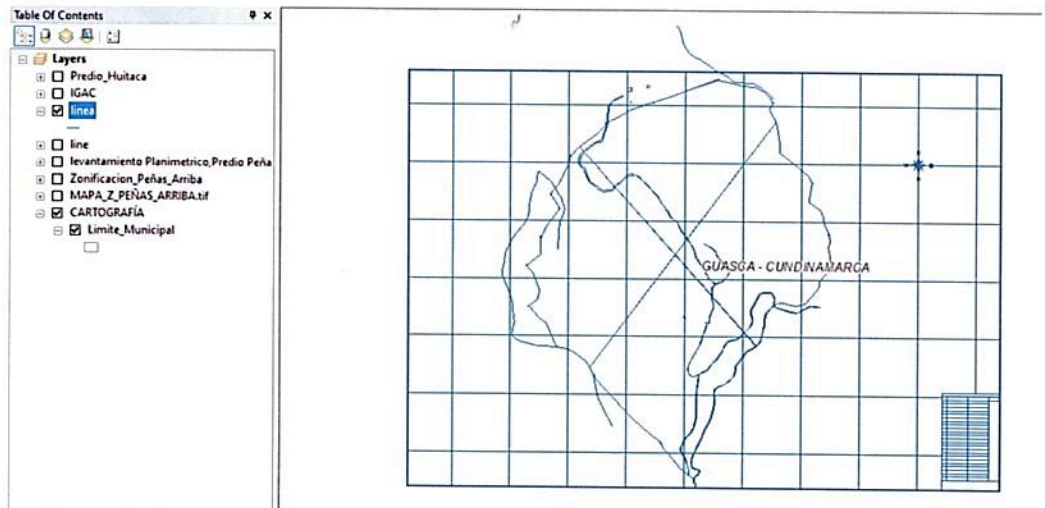 Table Of Contents
Layers
Predio_Huitaca
IGAC
linea
line
levantamiento Planimetrico,Predio Peña
Zonificacion_Peñas_Arriba
MAPA_Z_PEÑAS_ARRIBA.tif
CARTOGRAFÍA
Limite_Municipal
GUASCA - CUNDINAMARCA